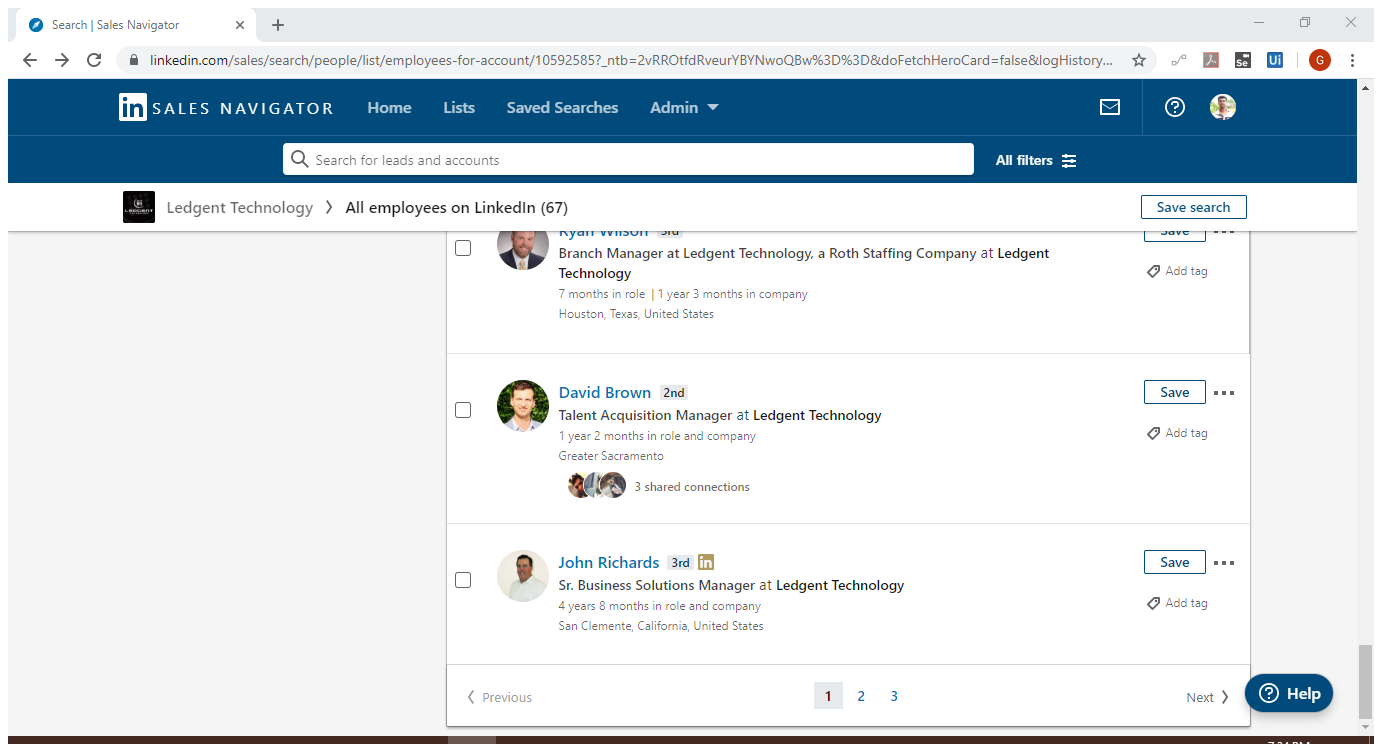 Search | Sales Navigator
linkedin.com/sales/search/people/list/employees-for-account/10592585?_ntb=2vRROtfdRveurYBYNwoQBw%3D%3D&doFetchHeroCard=false&logHistory...
Se
Ui
G
in SALES NAVIGATOR
Home
Lists
Saved Searches
Admin
Search for leads and accounts
All filters
Ledgent Technology
All employees on LinkedIn (67)
Save search
Ryan Wilson 3rd
Save
Branch Manager at Ledgent Technology, a Roth Staffing Company at Ledgent
Technology
Add tag
7 months in role | 1 year 3 months in company
Houston, Texas, United States
David Brown 2nd
Save
Talent Acquisition Manager at Ledgent Technology
Add tag
1 year 2 months in role and company
Greater Sacramento
3 shared connections
John Richards 3rd in
Save
Sr. Business Solutions Manager at Ledgent Technology
Add tag
4 years 8 months in role and company
San Clemente, California, United States
Previous
1
2
3
Next
Help